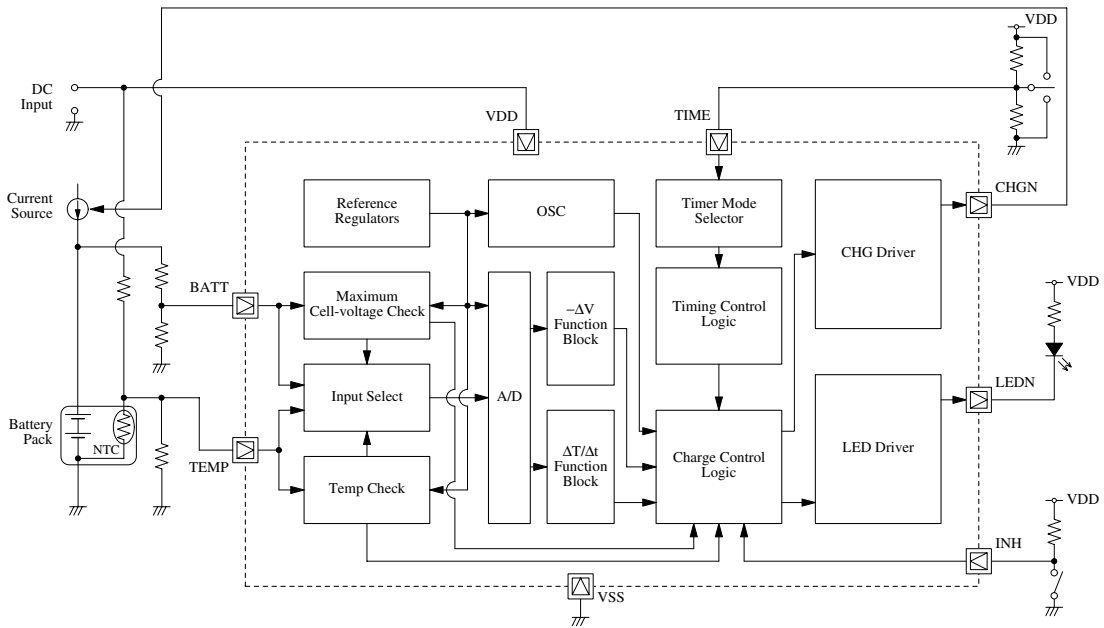 VDD
DC
Input
VDD
TIME
Current
Source
Reference
Regulators
OSC
Timer Mode
Selector
CHG Driver
CHGN
BATT
Maximum
Cell-voltage Check
−ΔV
Function
Block
Timing Control
Logic
VDD
Input Select
A/D
LEDN
Battery
Pack
NTC
TEMP
Temp Check
ΔT/Δt
Function
Block
Charge Control
Logic
LED Driver
VDD
INH
VSS